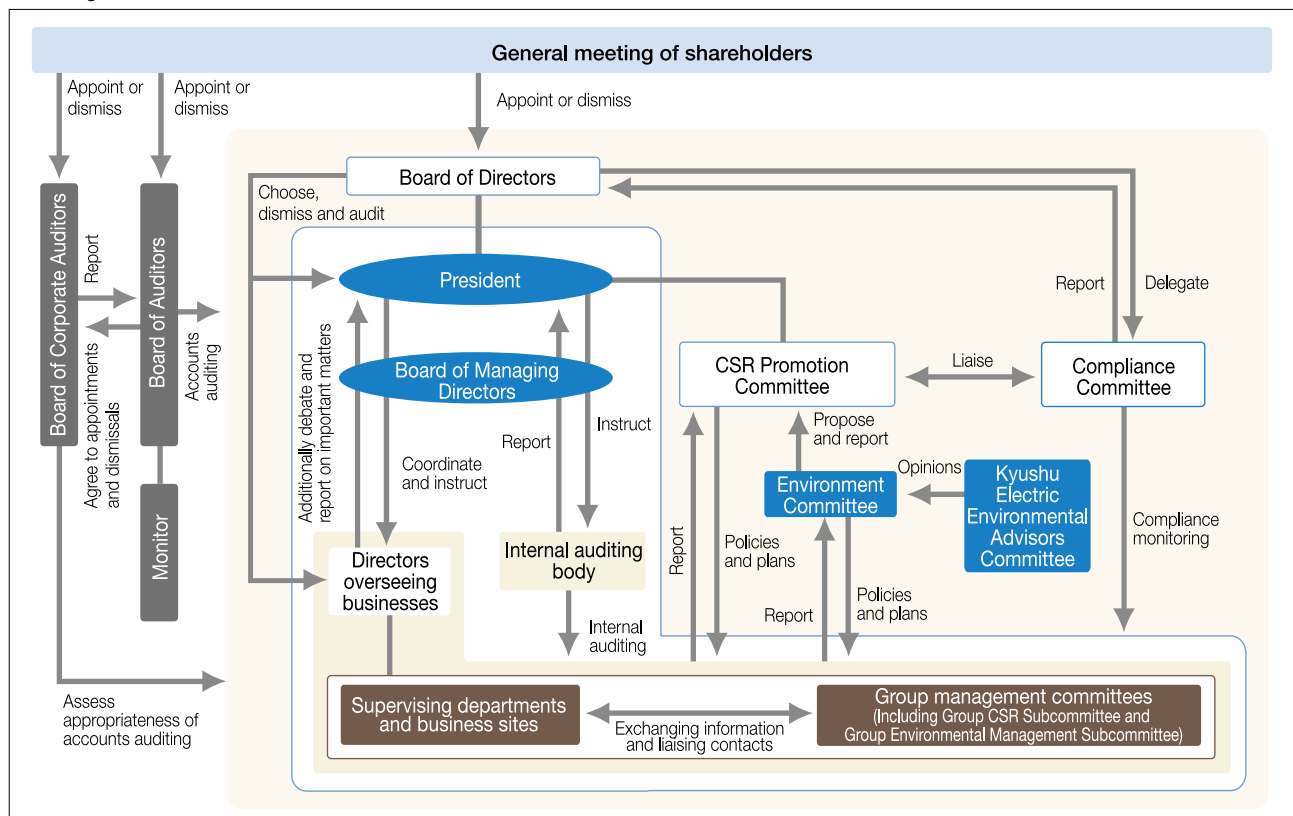 General meeting of shareholders
Appoint or
dismiss
Appoint or
dismiss
Appoint or dismiss
Board of Directors
Choose,
dismiss and audit
Board of Corporate Auditors
Report
Board of Auditors
Agree to appointments
and dismissals
Accounts
auditing
Monitor
Assess
appropriateness of
accounts auditing
President
Board of Managing
Directors
Additionally debate and
report on important matters
Coordinate
and instruct
Report
Instruct
Directors
overseeing
businesses
Internal auditing
body
Internal
auditing
CSR Promotion
Committee
Liaise
Compliance
Committee
Report
Delegate
Propose
and report
Environment
Committee
Opinions
Kyushu
Electric
Environmental
Advisors
Committee
Compliance
monitoring
Report
Policies
and plans
Report
Policies
and plans
Supervising departments
and business sites
Exchanging information
and liaising contacts
Group management committees
(Including Group CSR Subcommittee and
Group Environmental Management Subcommittee)